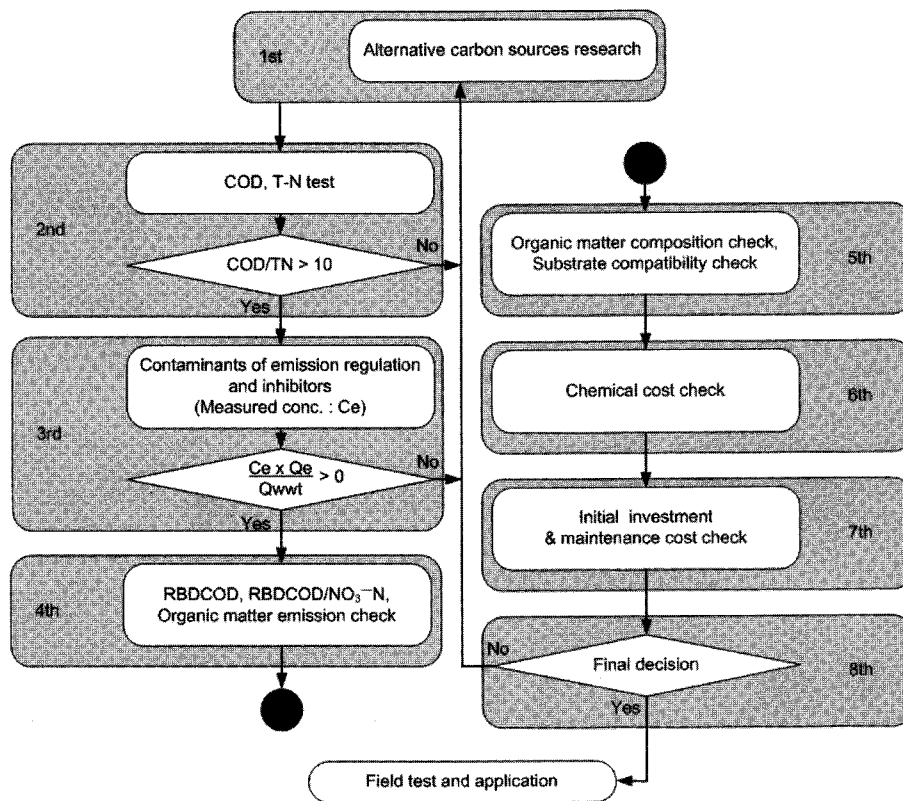 1st
Alternative carbon sources research
2nd
COD, T-N test
COD/TN > 10
No
Yes
3rd
Contaminants of emission regulation
and inhibitors
(Measured conc. : Ce)
Ce x Qe
Qwwt
> 0
No
Yes
4th
RBDCOD, RBDCOD/NO₃⁻N,
Organic matter emission check
Organic matter composition check,
Substrate compatibility check
5th
Chemical cost check
6th
Initial investment
& maintenance cost check
7th
No
Final decision
8th
Yes
Field test and application